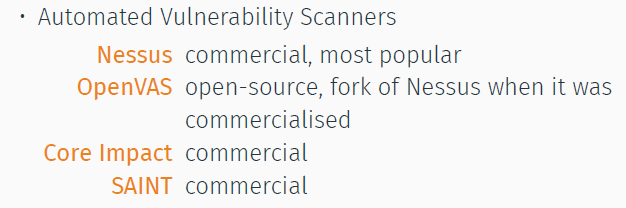 • Automated Vulnerability Scanners
Nessus commercial, most popular
OpenVAS open-source, fork of Nessus when it was
commercialised
Core Impact commercial
SAINT commercial